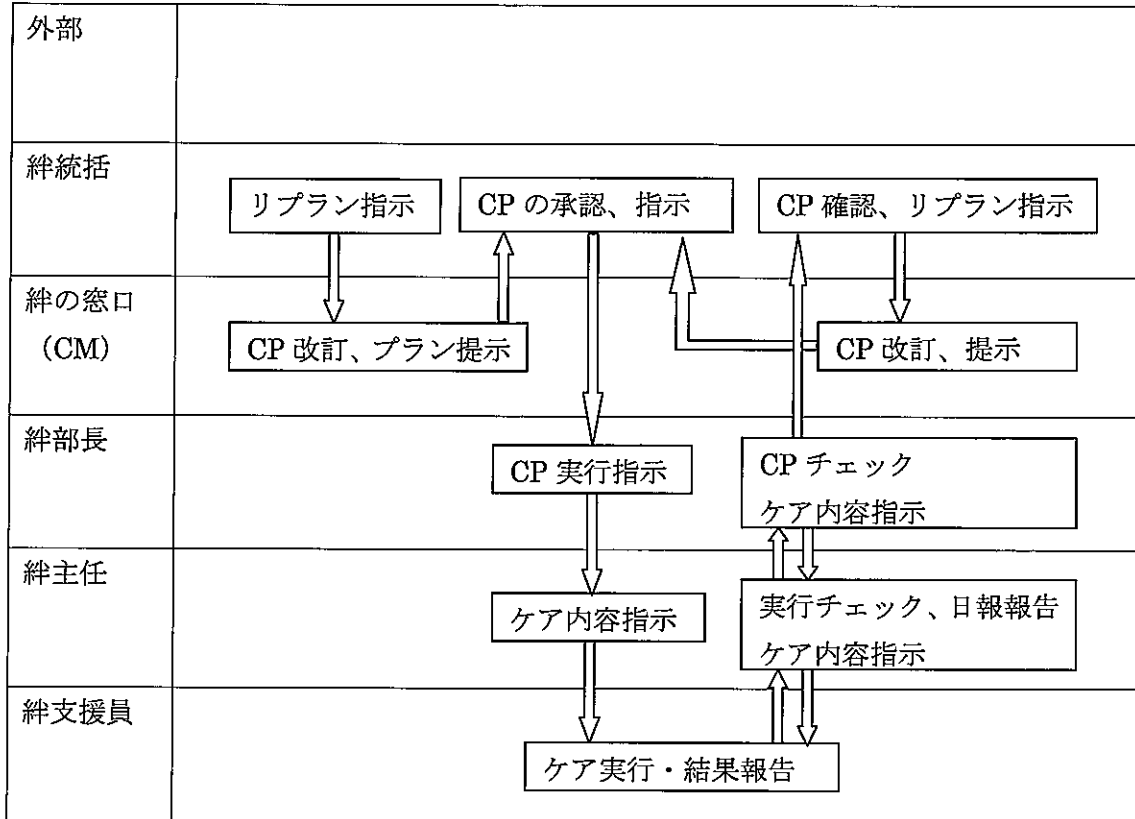 外部
絆統括
リプラン指示
CP の承認、指示
CP 確認、リプラン指示
絆の窓口
（CM）
CP 改訂、プラン提示
CP 改訂、提示
絆部長
CP 実行指示
CP チェック
ケア内容指示
絆主任
ケア内容指示
実行チェック、日報報告
ケア内容指示
絆支援員
ケア実行・結果報告